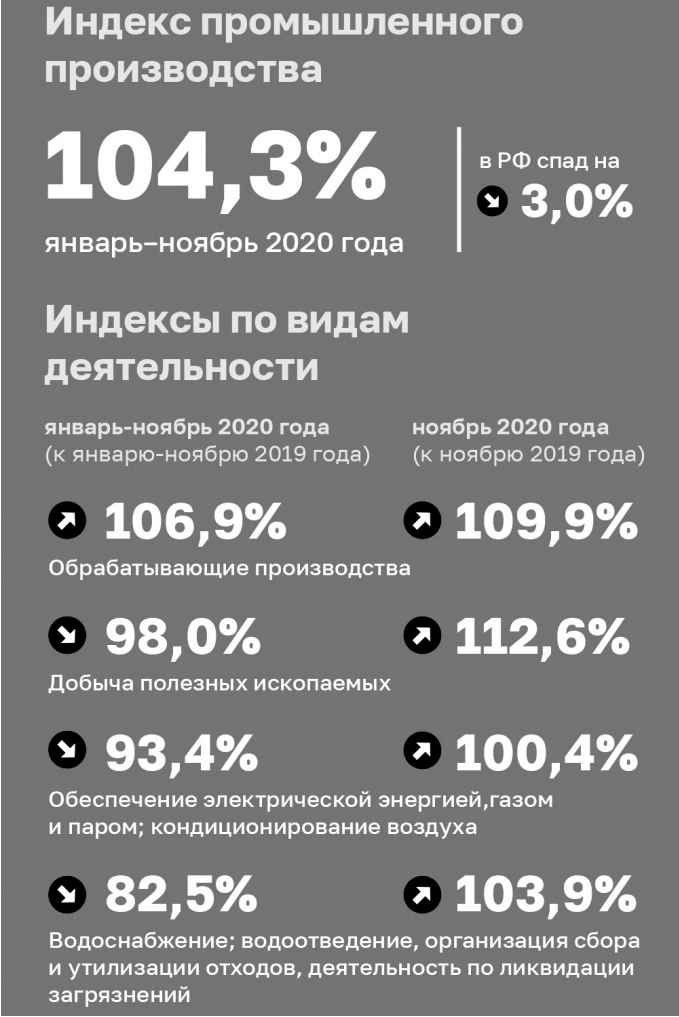 Индекс промышленного
производства
104,3%
январь–ноябрь 2020 года
в РФ спад на
3,0%
Индексы по видам
деятельности
январь-ноябрь 2020 года
(к январю-ноябрю 2019 года)
ноябрь 2020 года
(к ноябрю 2019 года)
106,9%
109,9%
Обрабатывающие производства
98,0%
112,6%
Добыча полезных ископаемых
93,4%
100,4%
Обеспечение электрической энергией,газом
и паром; кондиционирование воздуха
82,5%
103,9%
Водоснабжение; водоотведение, организация сбора
и утилизации отходов, деятельность по ликвидации
загрязнений